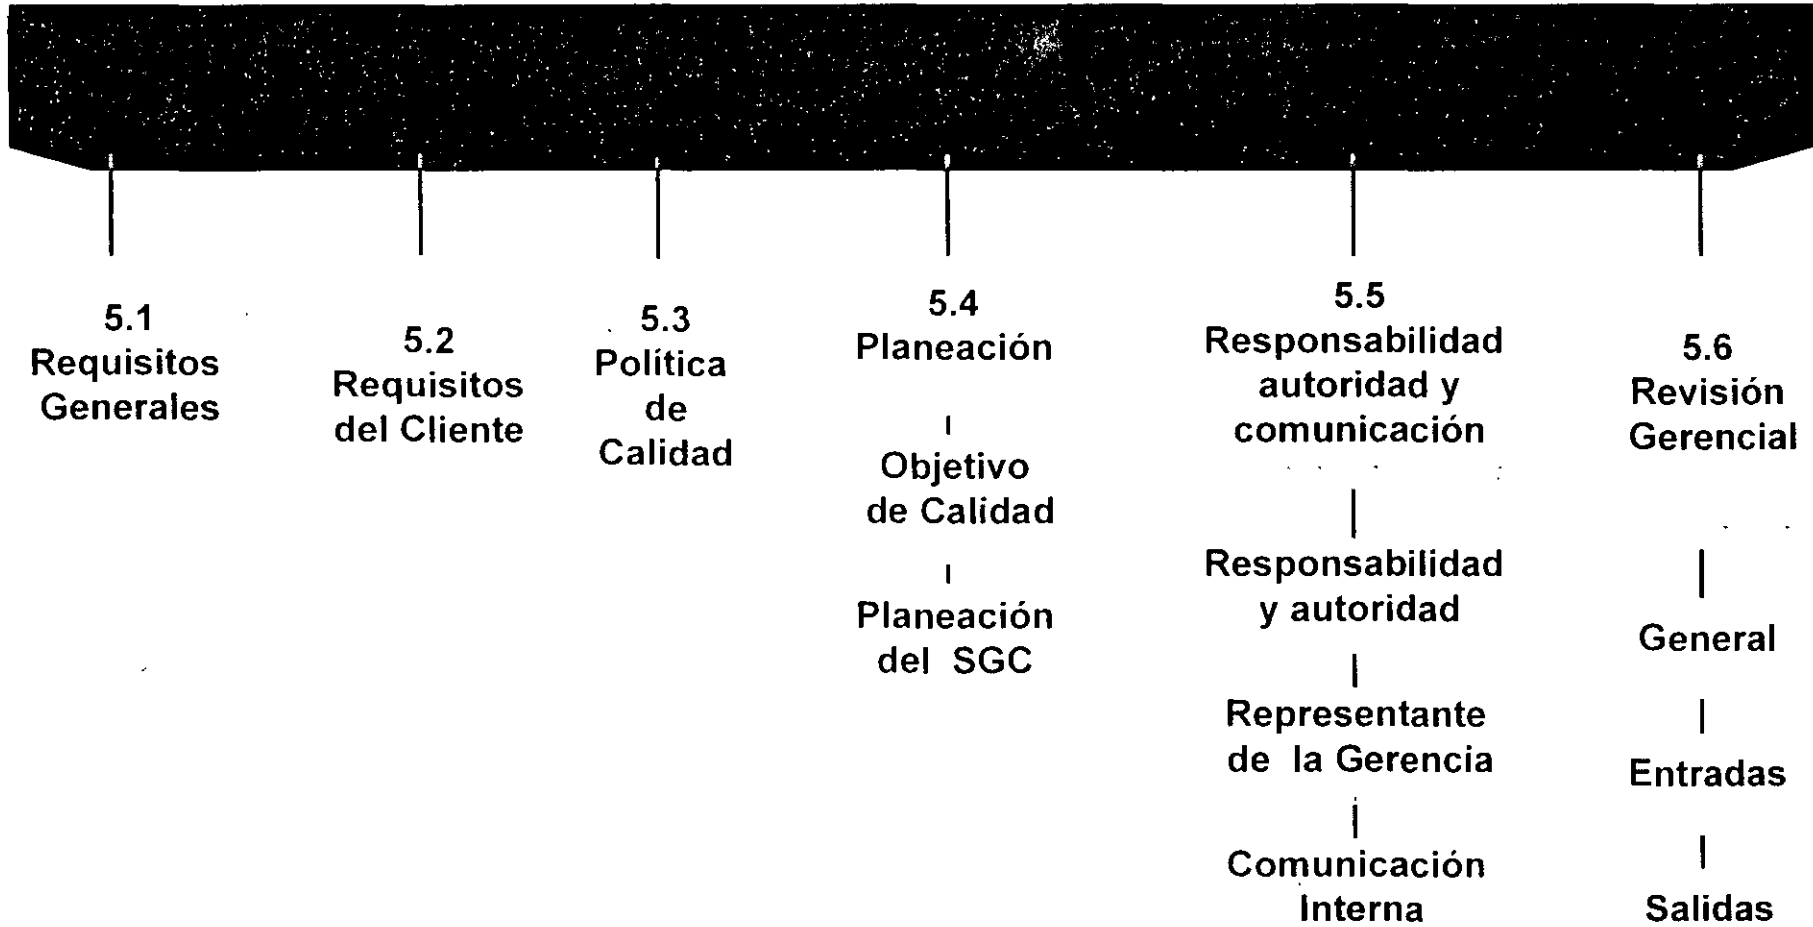 5.1
Requisitos
Generales
5.2
Requisitos
del Cliente
5.3
Política
de
Calidad
5.4
Planeación
Objetivo
de Calidad
Planeación
del SGC
5.5
Responsabilidad
autoridad y
comunicación
Responsabilidad
y autoridad
Representante
de la Gerencia
Comunicación
Interna
5.6
Revisión
Gerencial
General
Entradas
Salidas